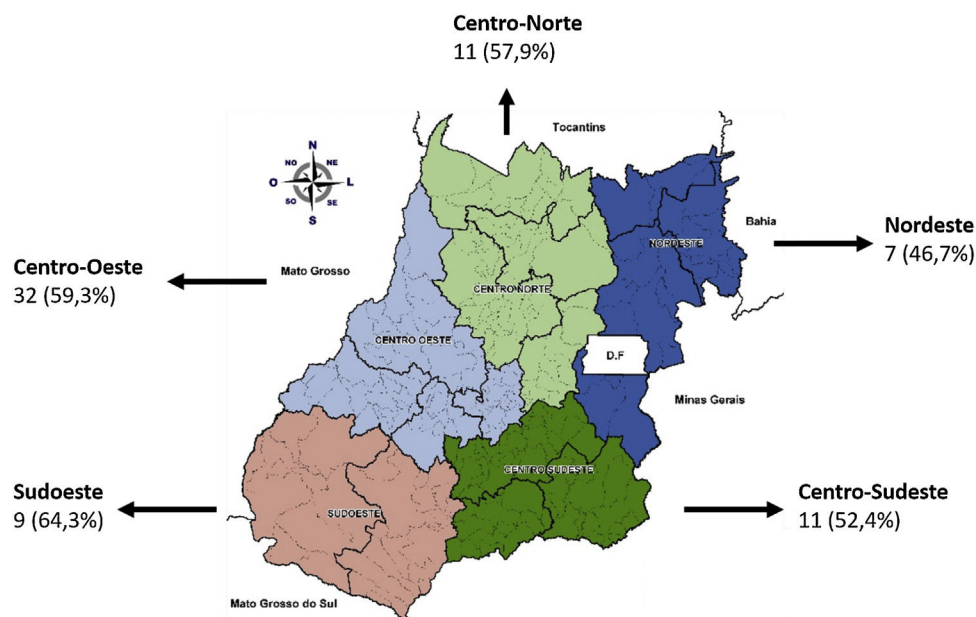 Centro-Norte
11 (57,9%)
Tocantins
N
NO
NE
O
L
SO
SE
S
Bahia
Nordeste
7 (46,7%)
NORDESTE
Centro-Oeste
32 (59,3%)
Mato Grosso
CENTRO NORTE
CENTRO OESTE
D.F
Minas Gerais
CENTRO SUDESTE
Sudoeste
9 (64,3%)
SUDOESTE
Centro-Sudeste
11 (52,4%)
Mato Grosso do Sul